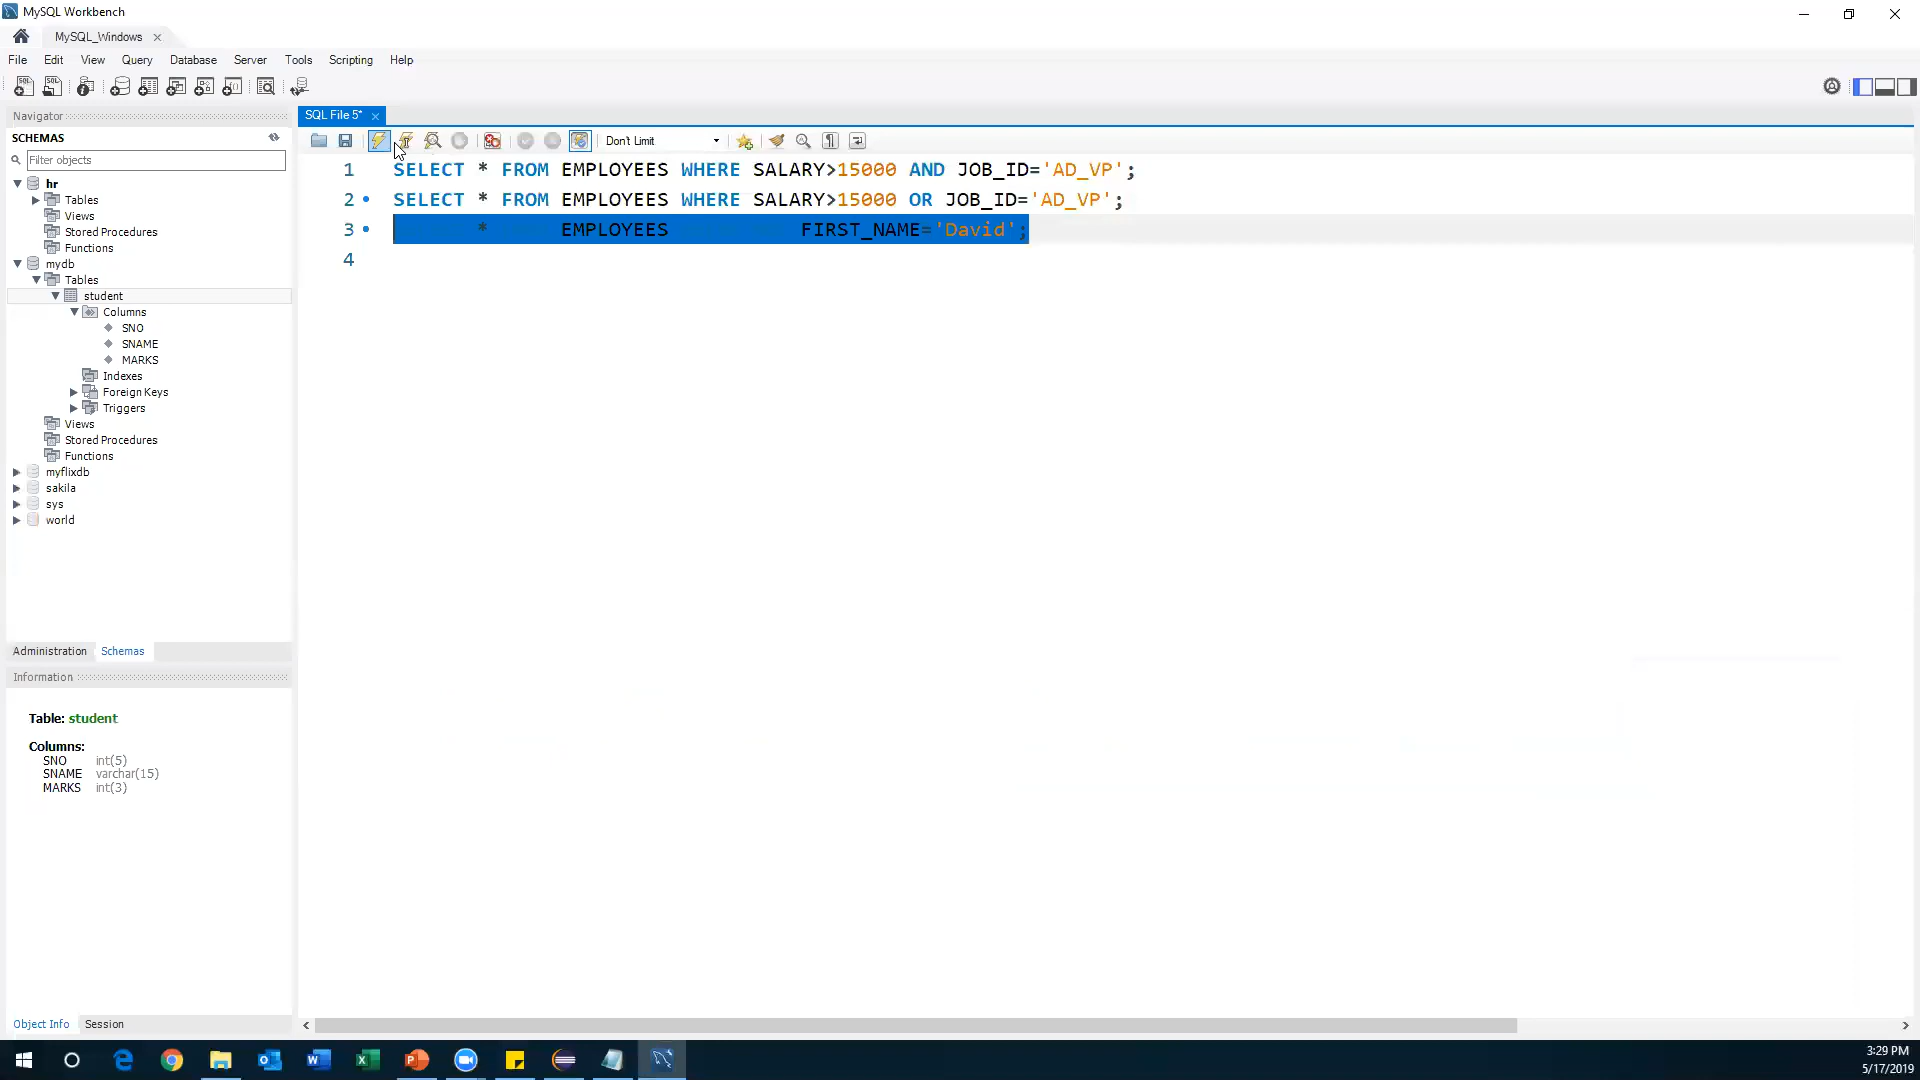 MySQL Workbench
MySQL_Windows
File Edit View Query Database Server Tools Scripting Help
Navigator
SCHEMAS
Filter objects
hr
Tables
Views
Stored Procedures
Functions
mydb
Tables
student
Columns
SNO
SNAME
MARKS
Indexes
Foreign Keys
Triggers
Views
Stored Procedures
Functions
myflixdb
sakila
sys
world
Administration Schemas
Information
Table: student
Columns:
SNO int(5)
SNAME varchar(15)
MARKS int(3)
Object Info Session
SQL File 5*
Don't Limit
1 SELECT * FROM EMPLOYEES WHERE SALARY>15000 AND JOB_ID='AD_VP';
2 SELECT * FROM EMPLOYEES WHERE SALARY>15000 OR JOB_ID='AD_VP';
3 * EMPLOYEES FIRST_NAME='David';
4
3:29 PM
5/17/2019